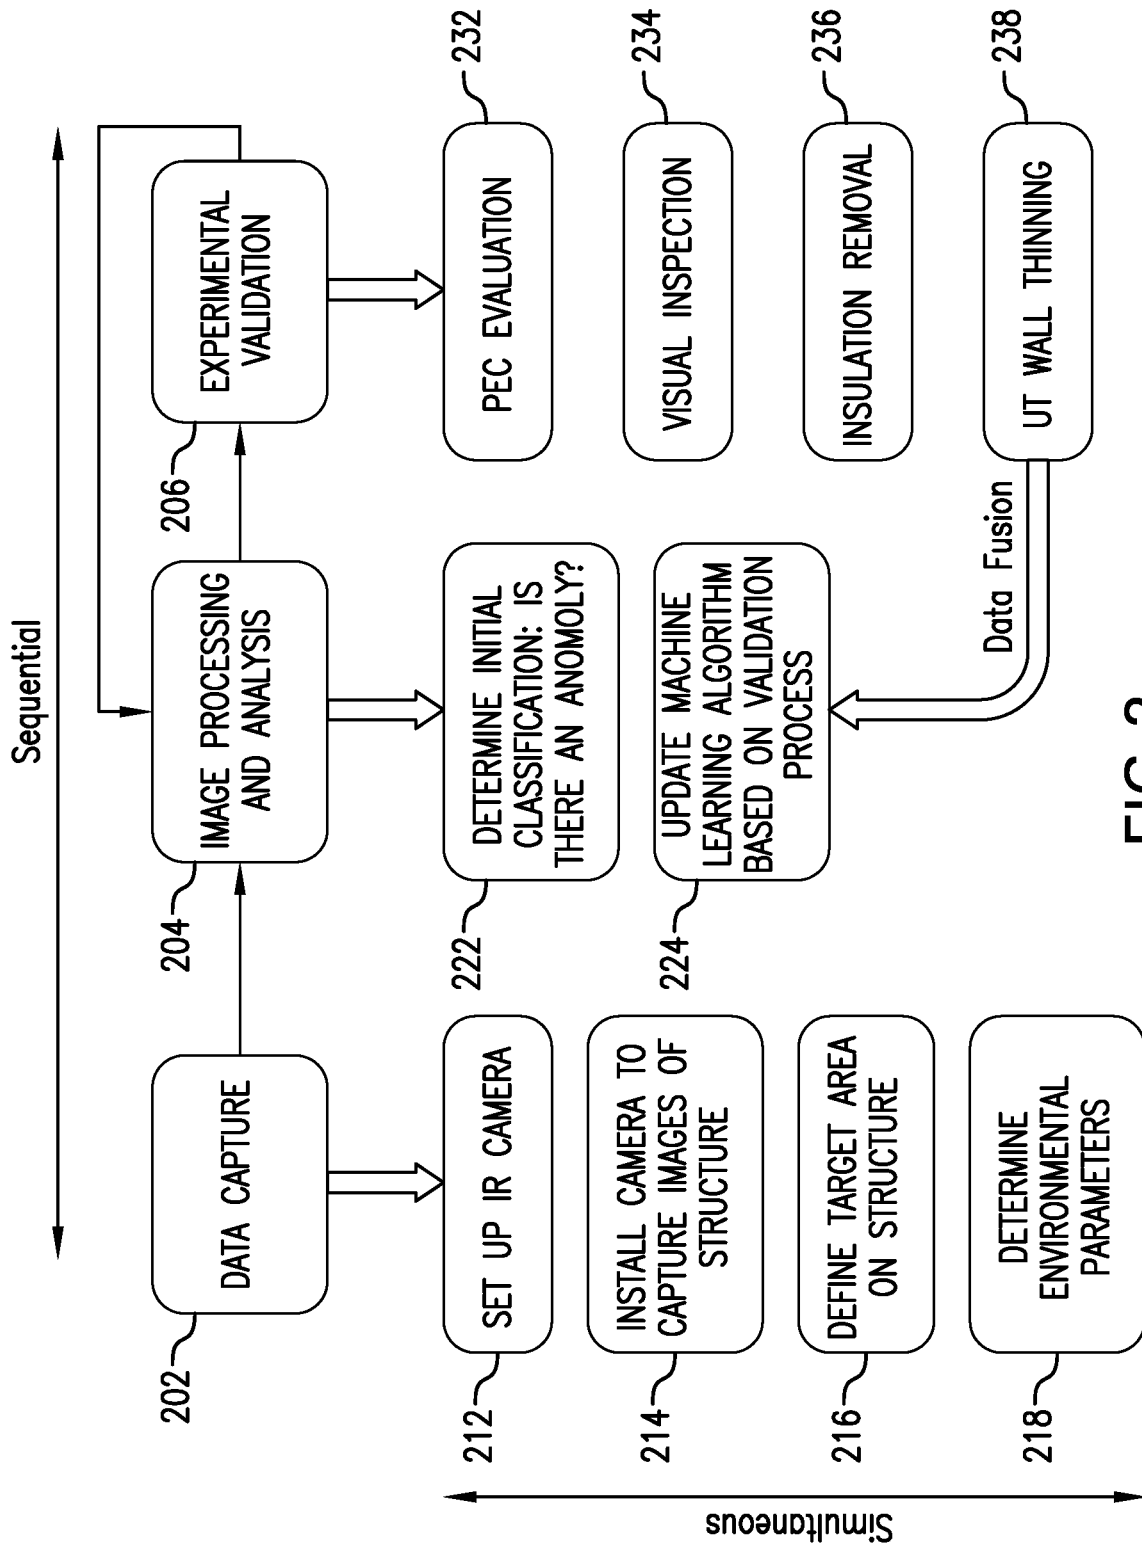 Sequential
202
DATA CAPTURE
204
IMAGE PROCESSING
AND ANALYSIS
206
EXPERIMENTAL
VALIDATION
Simultaneous
212
SET UP IR CAMERA
214
INSTALL CAMERA TO
CAPTURE IMAGES OF
STRUCTURE
216
DEFINE TARGET AREA
ON STRUCTURE
218
DETERMINE
ENVIRONMENTAL
PARAMETERS
222
DETERMINE INITIAL
CLASSIFICATION: IS
THERE AN ANOMOLY?
224
UPDATE MACHINE
LEARNING ALGORITHM
BASED ON VALIDATION
PROCESS
Data Fusion
PEC EVALUATION
232
VISUAL INSPECTION
234
INSULATION REMOVAL
236
UT WALL THINNING
238
FIG